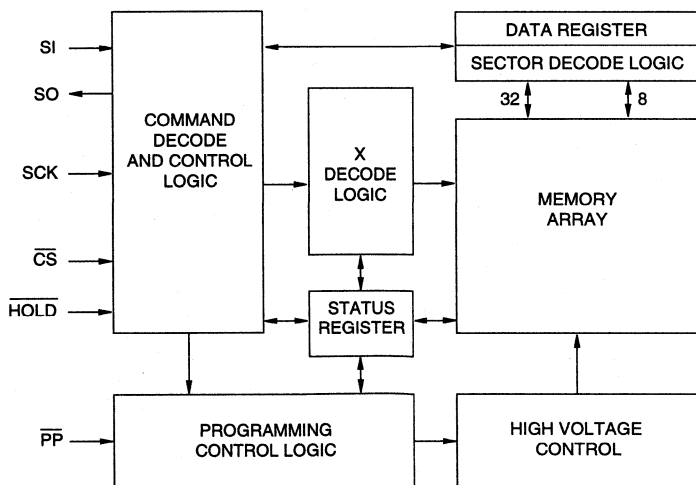 SI
SO
SCK
CS
HOLD
PP
COMMAND
DECODE
AND CONTROL
LOGIC
X
DECODE
LOGIC
STATUS
REGISTER
DATA REGISTER
SECTOR DECODE LOGIC
32
8
MEMORY
ARRAY
PROGRAMMING
CONTROL LOGIC
HIGH VOLTAGE
CONTROL